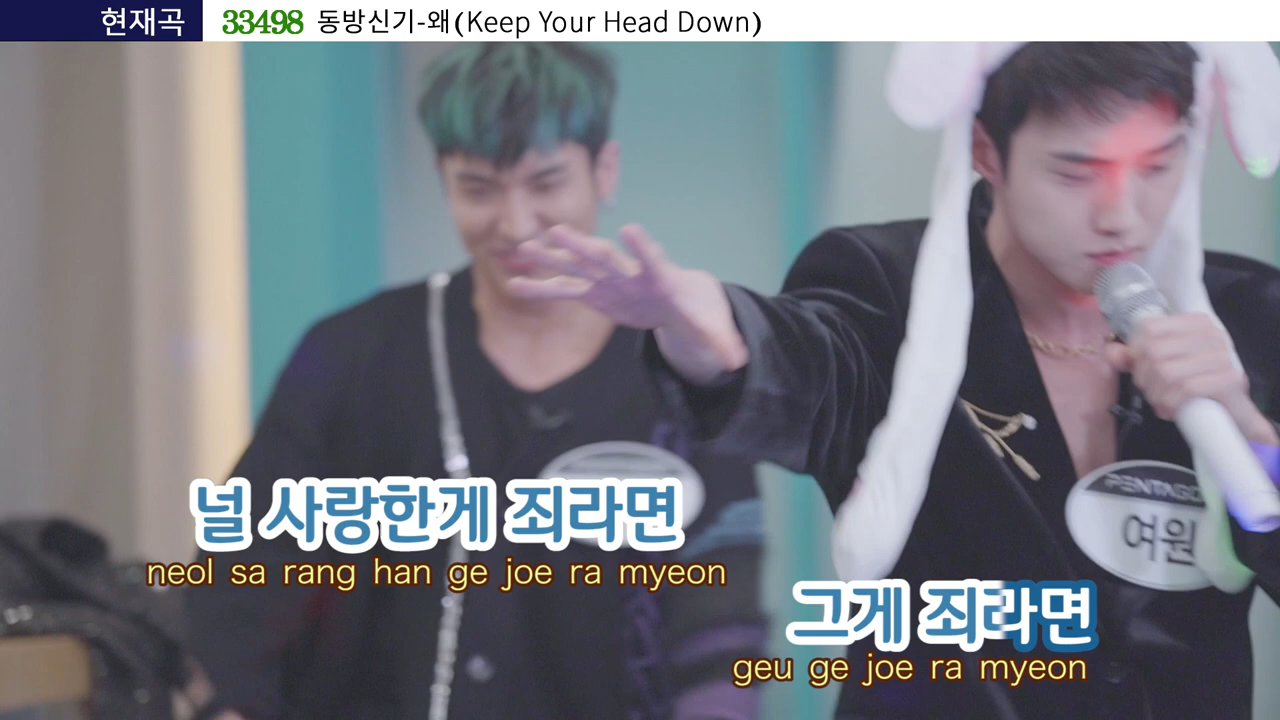 현재곡 33498 동방신기-왜(Keep Your Head Down)
널 사랑한게 죄라면
neol sa rang han ge joe ra myeon
그게 죄라면
geu ge joe ra myeon
PENTAGO
여원